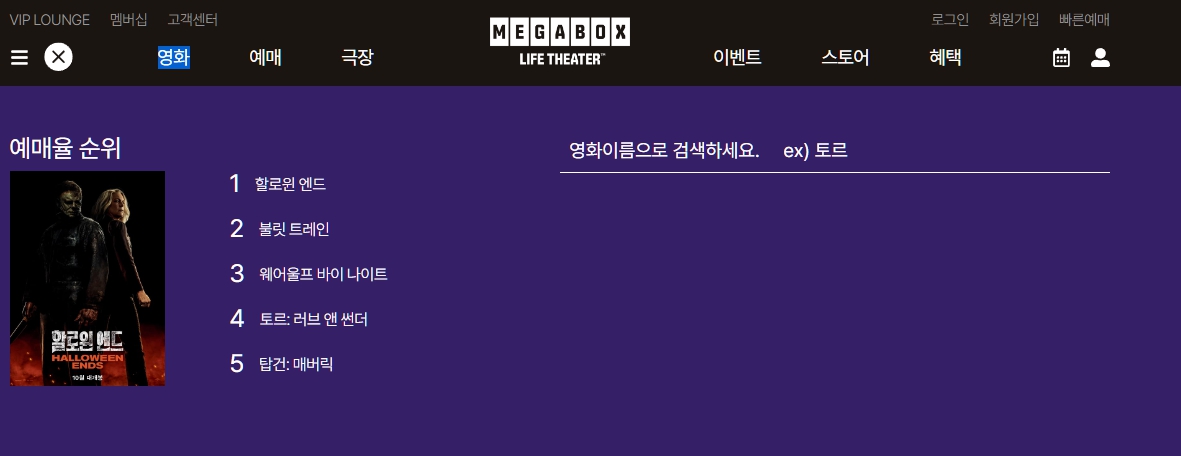 VIP LOUNGE 멤버십 고객센터 로그인 회원가입 빠른예매
MEGABOX
LIFE THEATER™
영화 예매 극장 이벤트 스토어 혜택
예매율 순위
영화이름으로 검색하세요. ex) 토르
1 할로윈 엔드
2 불릿 트레인
3 웨어울프 바이 나이트
4 토르: 러브 앤 썬더
5 탑건: 매버릭
할로윈 엔드
HALLOWEEN
ENDS
10월 대개봉